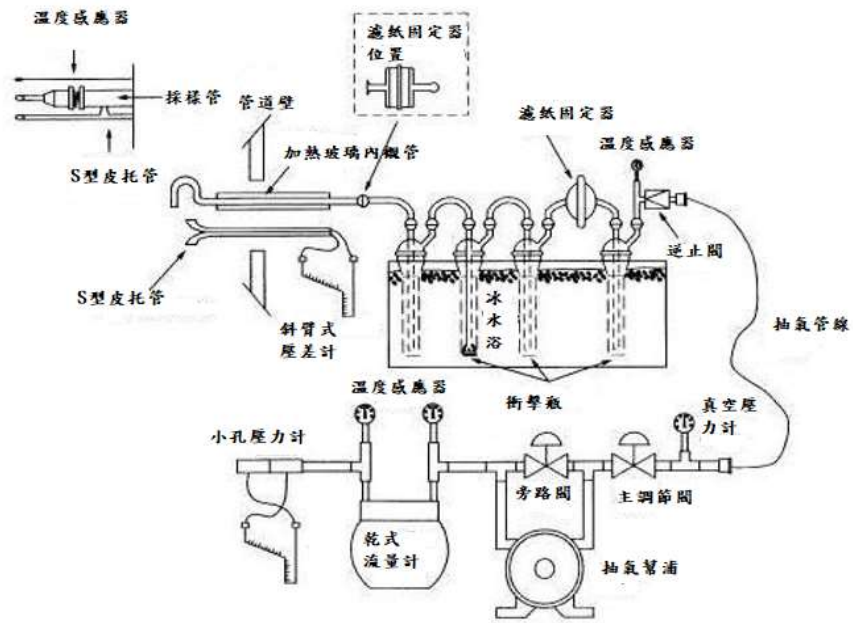 溫度感應器
採樣管
S型皮托管
管道壁
濾紙固定器
位置
加熱玻璃內襯管
濾紙固定器
溫度感應器
逆止閥
S型皮托管
斜臂式
壓差計
冰
水
浴
抽氣管線
溫度感應器
衝擊瓶
真空壓
力計
小孔壓力計
旁路閥
主調節閥
乾式
流量計
抽氣幫浦